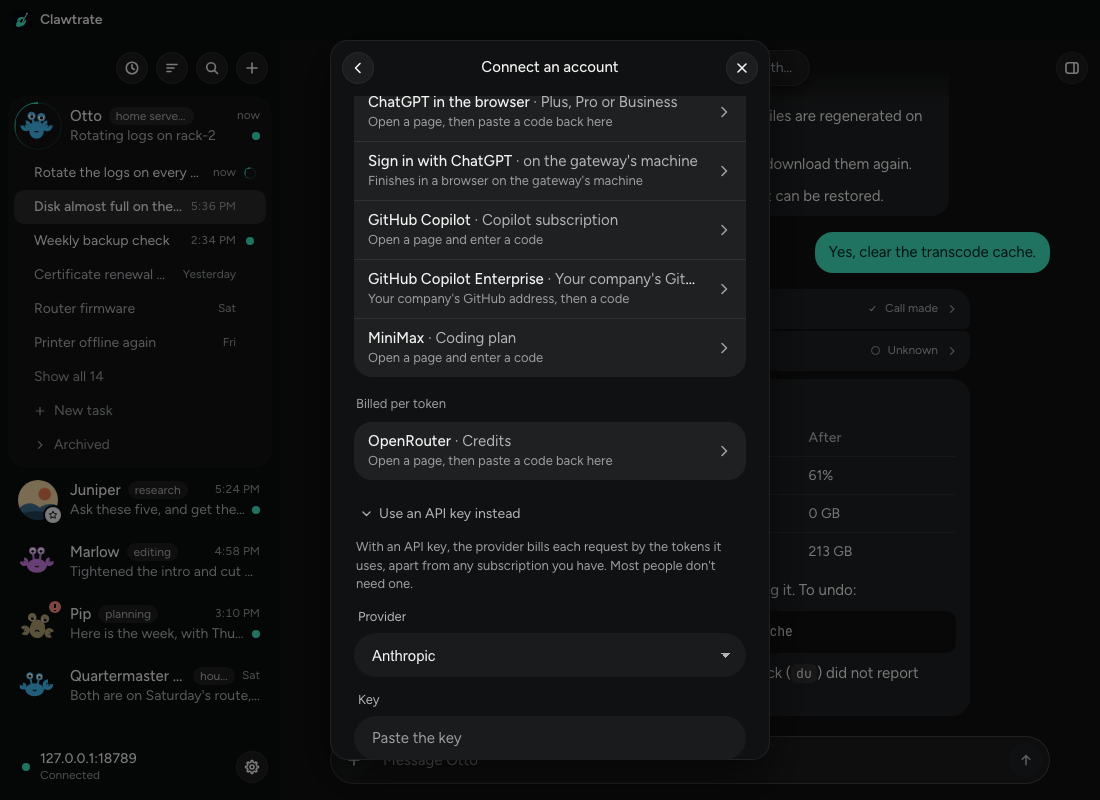 Clawtrate
Otto home serve... now
Rotating logs on rack-2
Rotate the logs on every ... now
Disk almost full on the... 5:36 PM
Weekly backup check 2:34 PM
Certificate renewal ... Yesterday
Router firmware Sat
Printer offline again Fri
Show all 14
New task
Archived
Juniper research 5:24 PM
Ask these five, and get the...
Marlow editing 4:58 PM
Tightened the intro and cut ...
Pip planning 3:10 PM
Here is the week, with Thu...
Quartermaster ... hou... Sat
Both are on Saturday's route,...
127.0.0.1:18789
Connected
Connect an account
ChatGPT in the browser · Plus, Pro or Business
Open a page, then paste a code back here
Sign in with ChatGPT · on the gateway's machine
Finishes in a browser on the gateway's machine
GitHub Copilot · Copilot subscription
Open a page and enter a code
GitHub Copilot Enterprise · Your company's Git...
Your company's GitHub address, then a code
MiniMax · Coding plan
Open a page and enter a code
Billed per token
OpenRouter · Credits
Open a page, then paste a code back here
Use an API key instead
With an API key, the provider bills each request by the tokens it
uses, apart from any subscription you have. Most people don't
need one.
Provider
Anthropic
Key
Paste the key
th...
iles are regenerated on
download them again.
can be restored.
Yes, clear the transcode cache.
Call made
Unknown
After
61%
0 GB
213 GB
g it. To undo:
che
ck ( du ) did not report
Message Otto